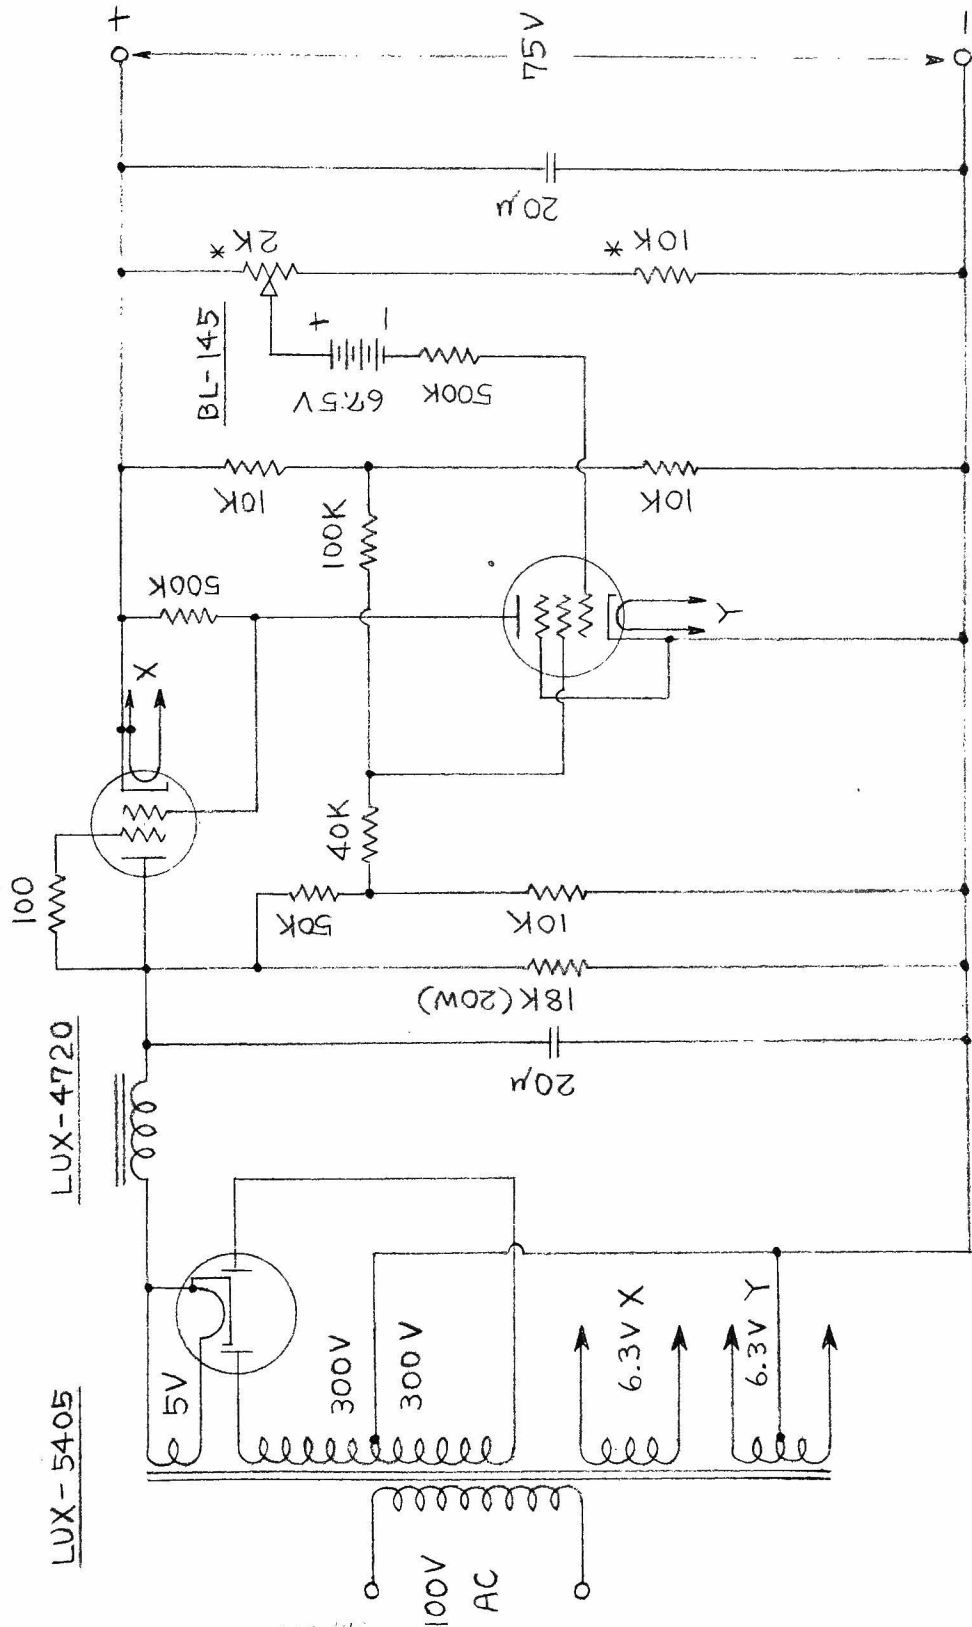 LUX-5405
100V
AC
5V
300V
300V
6.3V X
6.3V Y
LUX-4720
20μ
18K(20W)
50K
10K
40K
100
X
500K
Y
100K
10K
10K
BL-145
67.5V
+
-
500K
*
2K
*
10K
20μ
75V
+
-